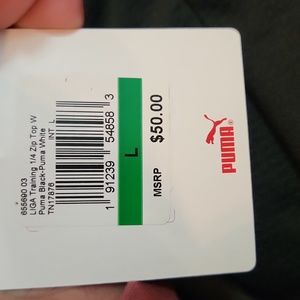 655690 03
LIGA Training 1/4 Zip Top W
Puma Black-Puma White
TN17876 INT L
1 91239 54858 3
L
MSRP $50.00
PUMA®